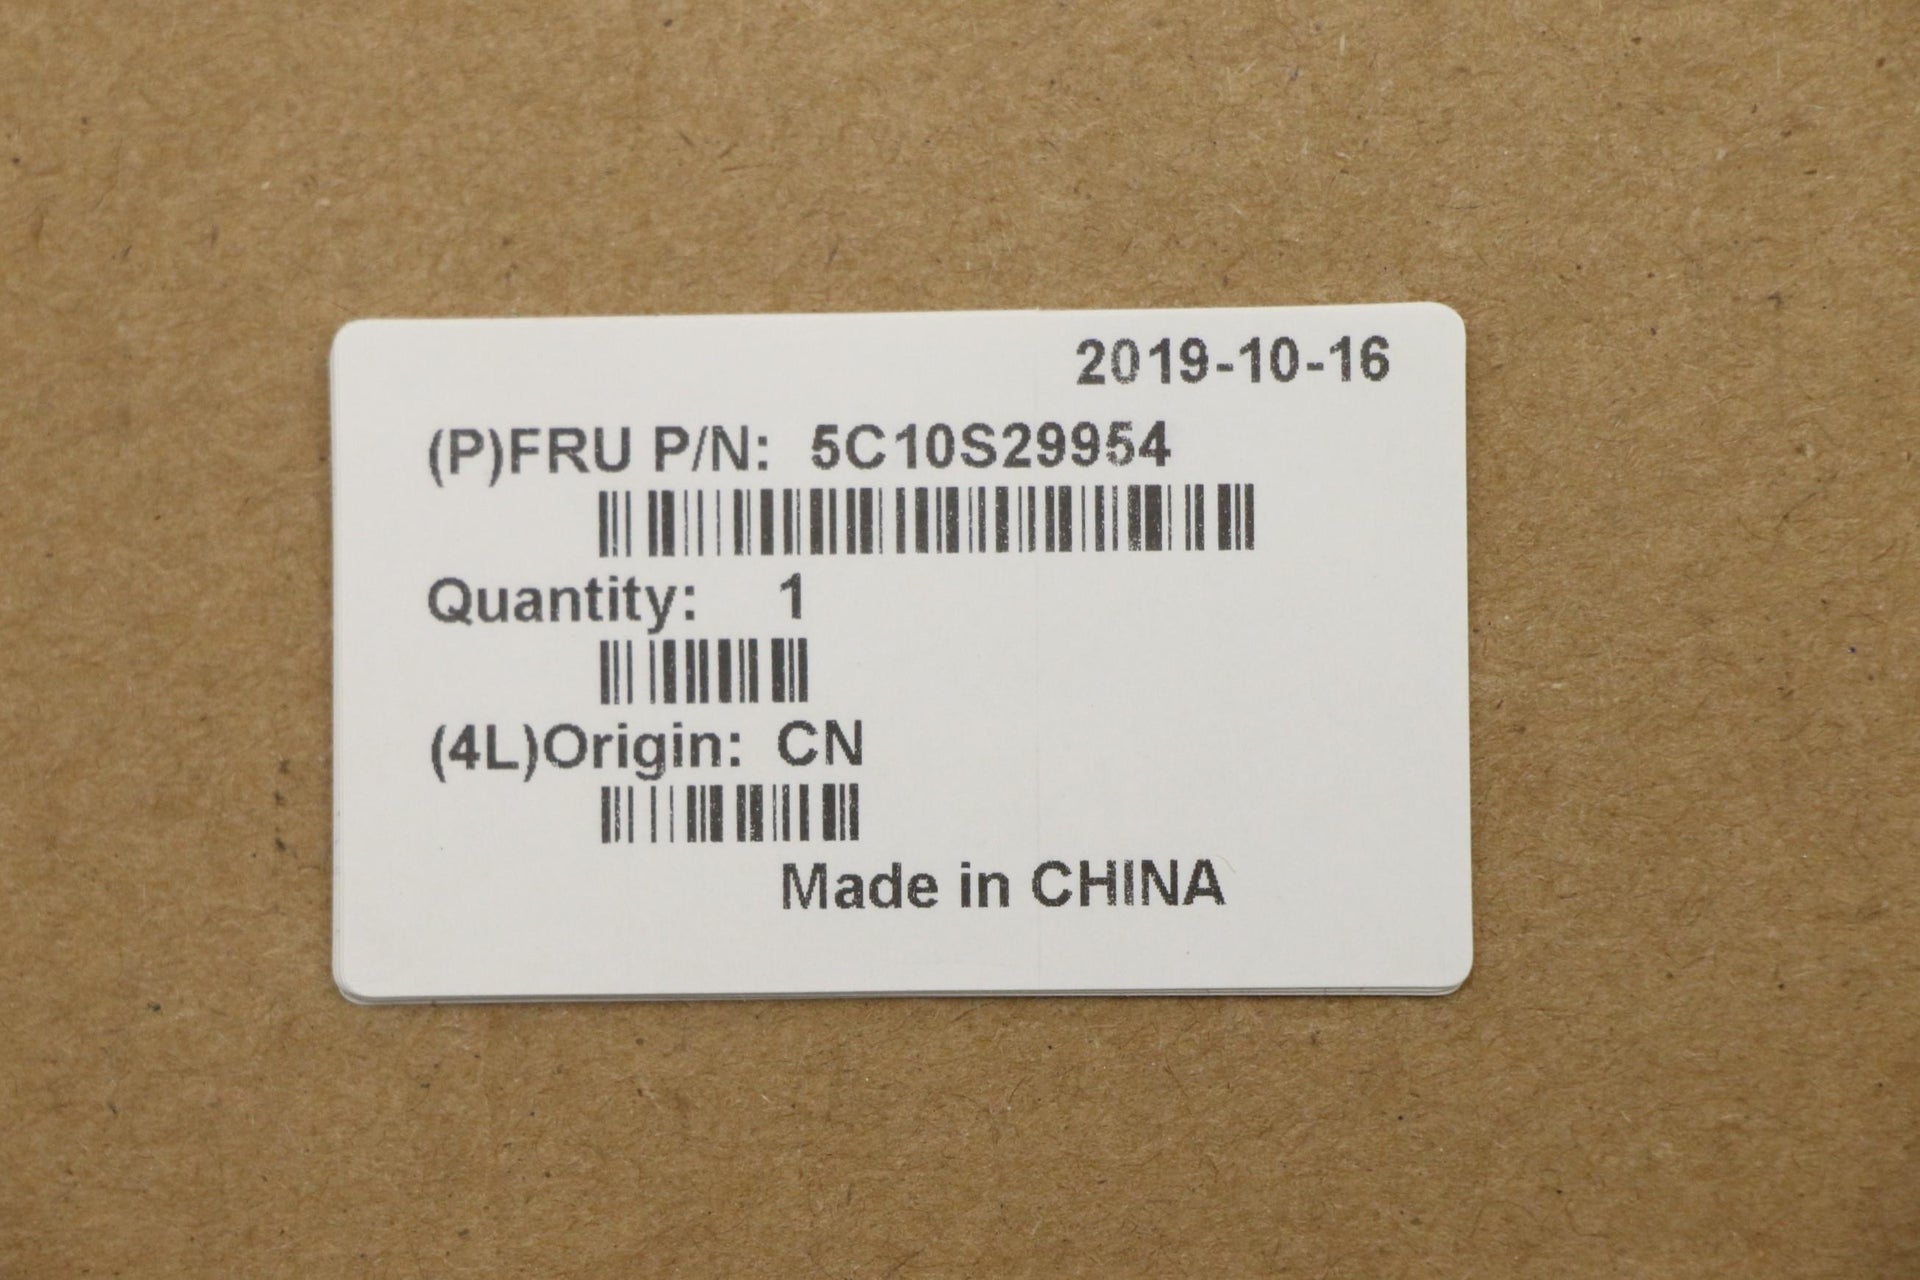 2019-10-16
(P)FRU P/N: 5C10S29954
Quantity: 1
(4L)Origin: CN
Made in CHINA